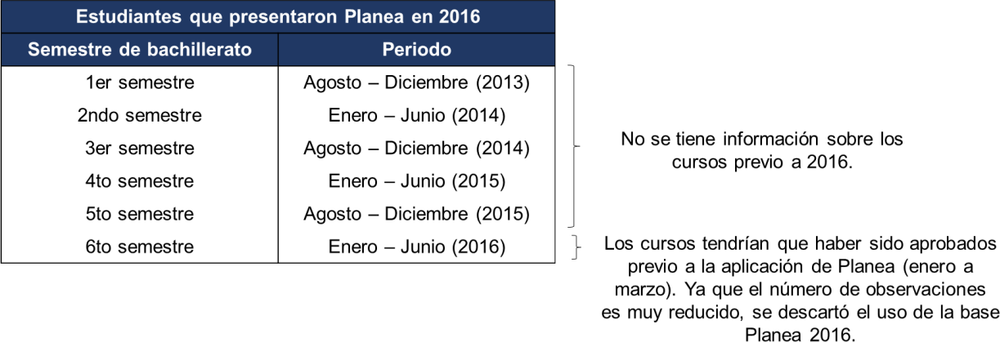 Estudiantes que presentaron Planea en 2016
Semestre de bachillerato Periodo
1er semestre Agosto – Diciembre (2013)
2ndo semestre Enero – Junio (2014)
3er semestre Agosto – Diciembre (2014)
4to semestre Enero – Junio (2015)
5to semestre Agosto – Diciembre (2015)
6to semestre Enero – Junio (2016)
No se tiene información sobre los
cursos previo a 2016.
Los cursos tendrían que haber sido aprobados
previo a la aplicación de Planea (enero a
marzo). Ya que el número de observaciones
es muy reducido, se descartó el uso de la base
Planea 2016.